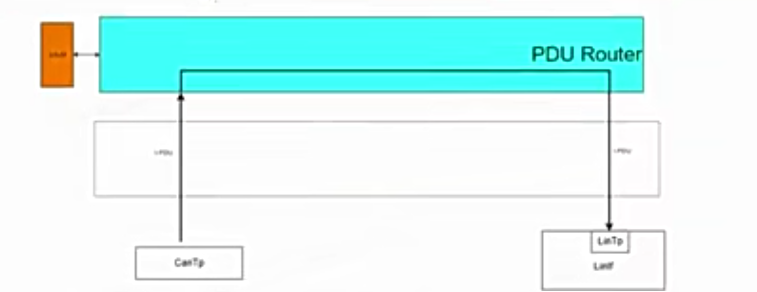 PDU Router
I-PDU
I-PDU
CanTp
LinTp
LinIf